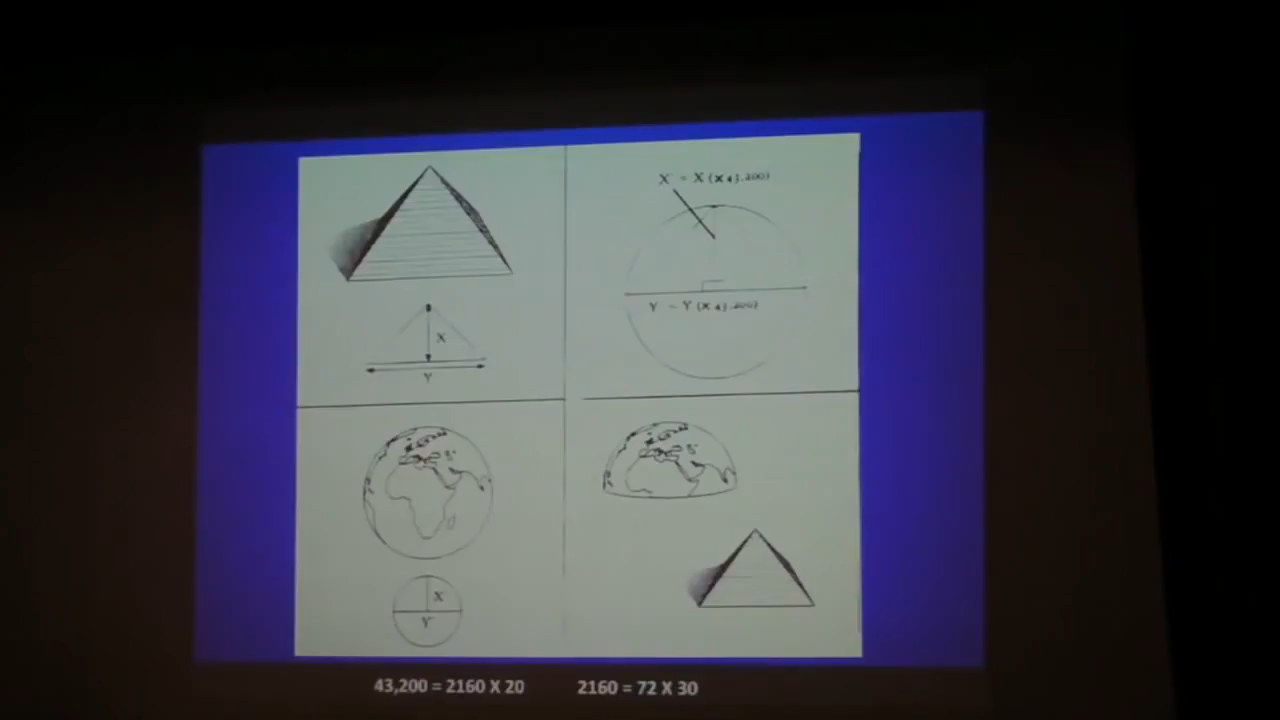 X' = X (x 43,200)
Y' = Y (x 43,200)
X
Y
X
Y'
43,200 = 2160 X 20
2160 = 72 X 30